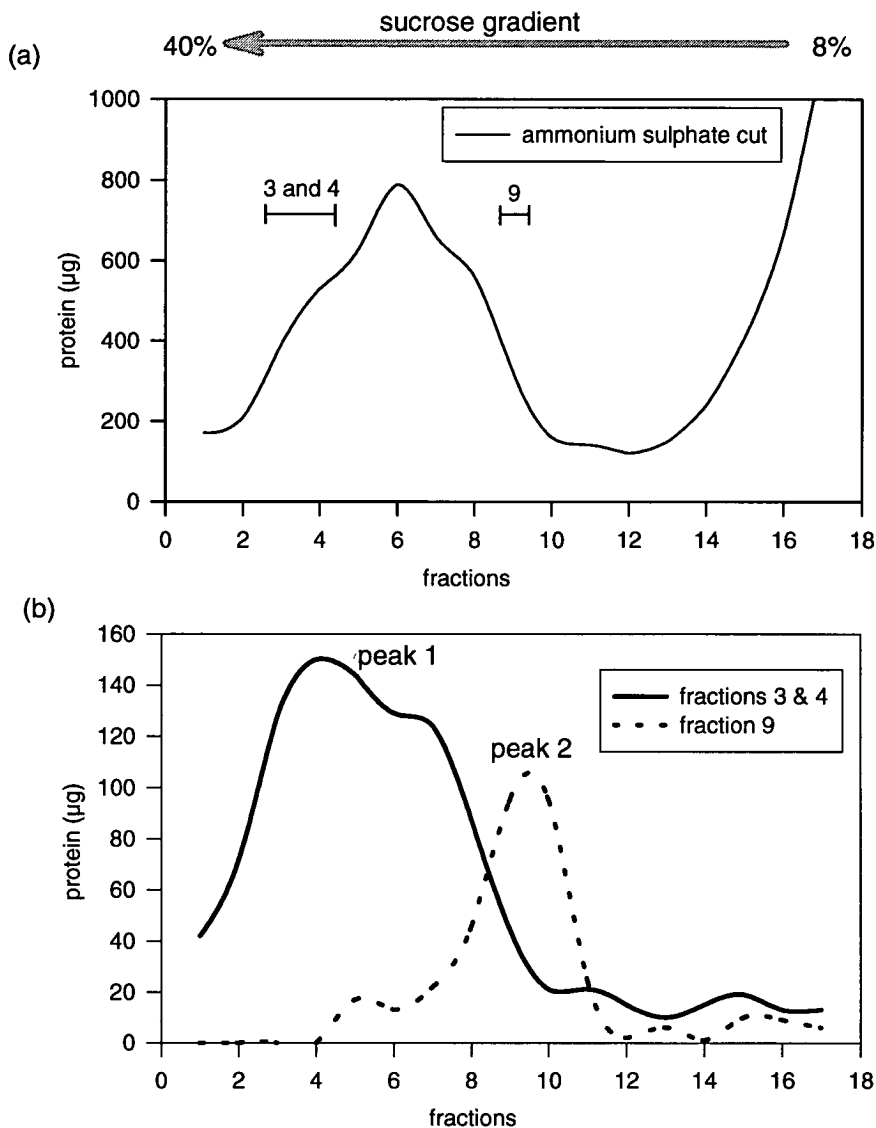 sucrose gradient
40% 8%
(a)
1000
800
600
400
200
0
protein (µg)
ammonium sulphate cut
3 and 4
9
0 2 4 6 8 10 12 14 16 18
fractions
(b)
160
140
120
100
80
60
40
20
0
protein (µg)
peak 1
peak 2
fractions 3 & 4
fraction 9
0 2 4 6 8 10 12 14 16 18
fractions